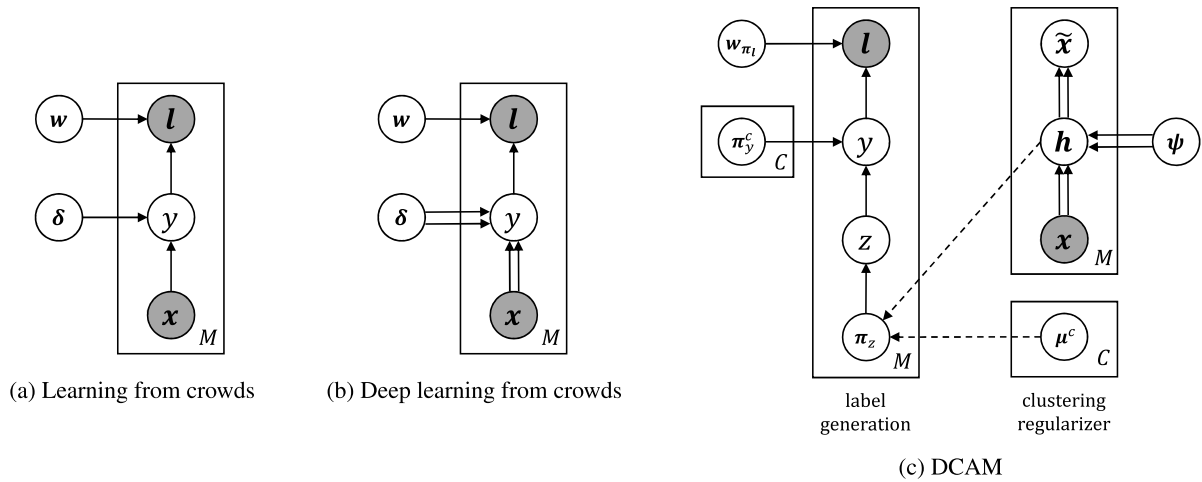 w
l
δ
y
x
M
(a) Learning from crowds
w
l
δ
y
x
M
(b) Deep learning from crowds
w_{π_l}
l
π_y^c
C
y
z
π_z
M
label
generation
x̃
h
ψ
x
M
μ^c
C
clustering
regularizer
(c) DCAM